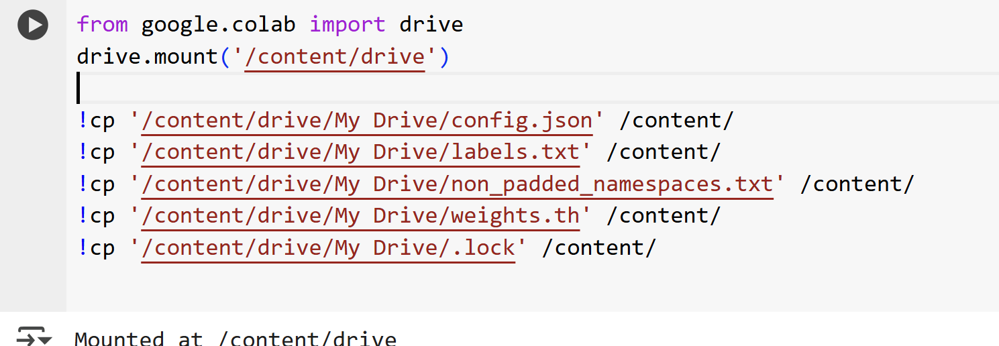 from google.colab import drive
drive.mount('/content/drive')
!cp '/content/drive/My Drive/config.json' /content/
!cp '/content/drive/My Drive/labels.txt' /content/
!cp '/content/drive/My Drive/non_padded_namespaces.txt' /content/
!cp '/content/drive/My Drive/weights.th' /content/
!cp '/content/drive/My Drive/.lock' /content/
Mounted at /content/drive